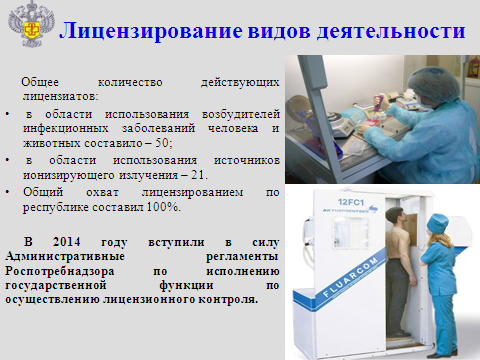 Лицензирование видов деятельности
Общее количество действующих
лицензиатов:
• в области использования возбудителей
инфекционных заболеваний человека и
животных составило – 50;
• в области использования источников
ионизирующего излучения – 21.
• Общий охват лицензированием по
республике составил 100%.
В 2014 году вступили в силу
Административные регламенты
Роспотребнадзора по исполнению
государственной функции по
осуществлению лицензионного контроля.
12FC1
FLUARCOM